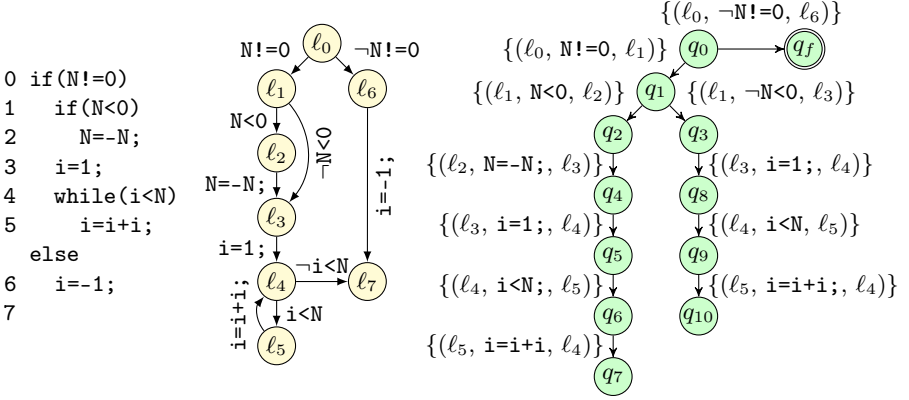 0 if(N!=0)
1   if(N<0)
2     N=-N;
3   i=1;
4   while(i<N)
5     i=i+i;
  else
6   i=-1;
7
ℓ0
N!=0
¬N!=0
ℓ1
ℓ6
N<0
¬N<0
ℓ2
N=-N;
i=-1;
ℓ3
i=1;
ℓ4
¬i<N
ℓ7
i=i+i;
i<N
ℓ5
{(ℓ0, ¬N!=0, ℓ6)}
{(ℓ0, N!=0, ℓ1)}
q0
qf
{(ℓ1, N<0, ℓ2)}
q1
{(ℓ1, ¬N<0, ℓ3)}
q2
q3
{(ℓ2, N=-N;, ℓ3)}
{(ℓ3, i=1;, ℓ4)}
q4
q8
{(ℓ3, i=1;, ℓ4)}
{(ℓ4, i<N, ℓ5)}
q5
q9
{(ℓ4, i<N;, ℓ5)}
{(ℓ5, i=i+i;, ℓ4)}
q6
q10
{(ℓ5, i=i+i, ℓ4)}
q7